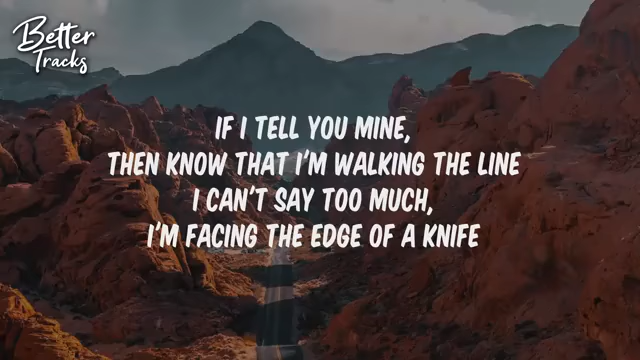 Better
Tracks
IF I TELL YOU MINE,
THEN KNOW THAT I'M WALKING THE LINE
I CAN'T SAY TOO MUCH,
I'M FACING THE EDGE OF A KNIFE